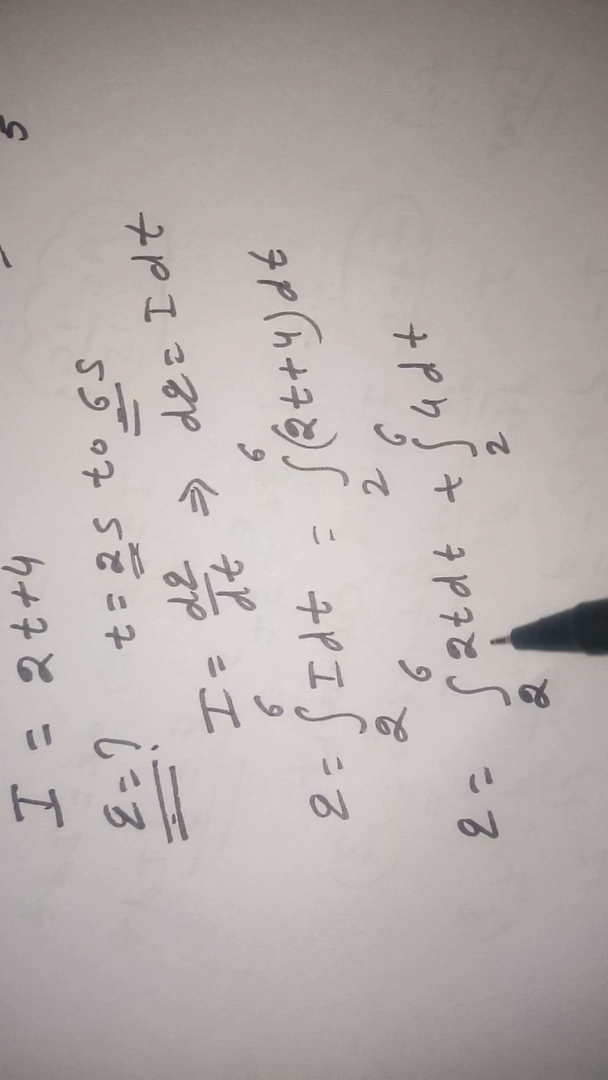 5
I = 2t+4
q=? t = 2s to 6s
I = dq/dt ⇒ dq = I dt
q = ∫₂⁶ I dt = ∫₂⁶ (2t+4) dt
q = ∫₂⁶ 2t dt + ∫₂⁶ 4 dt